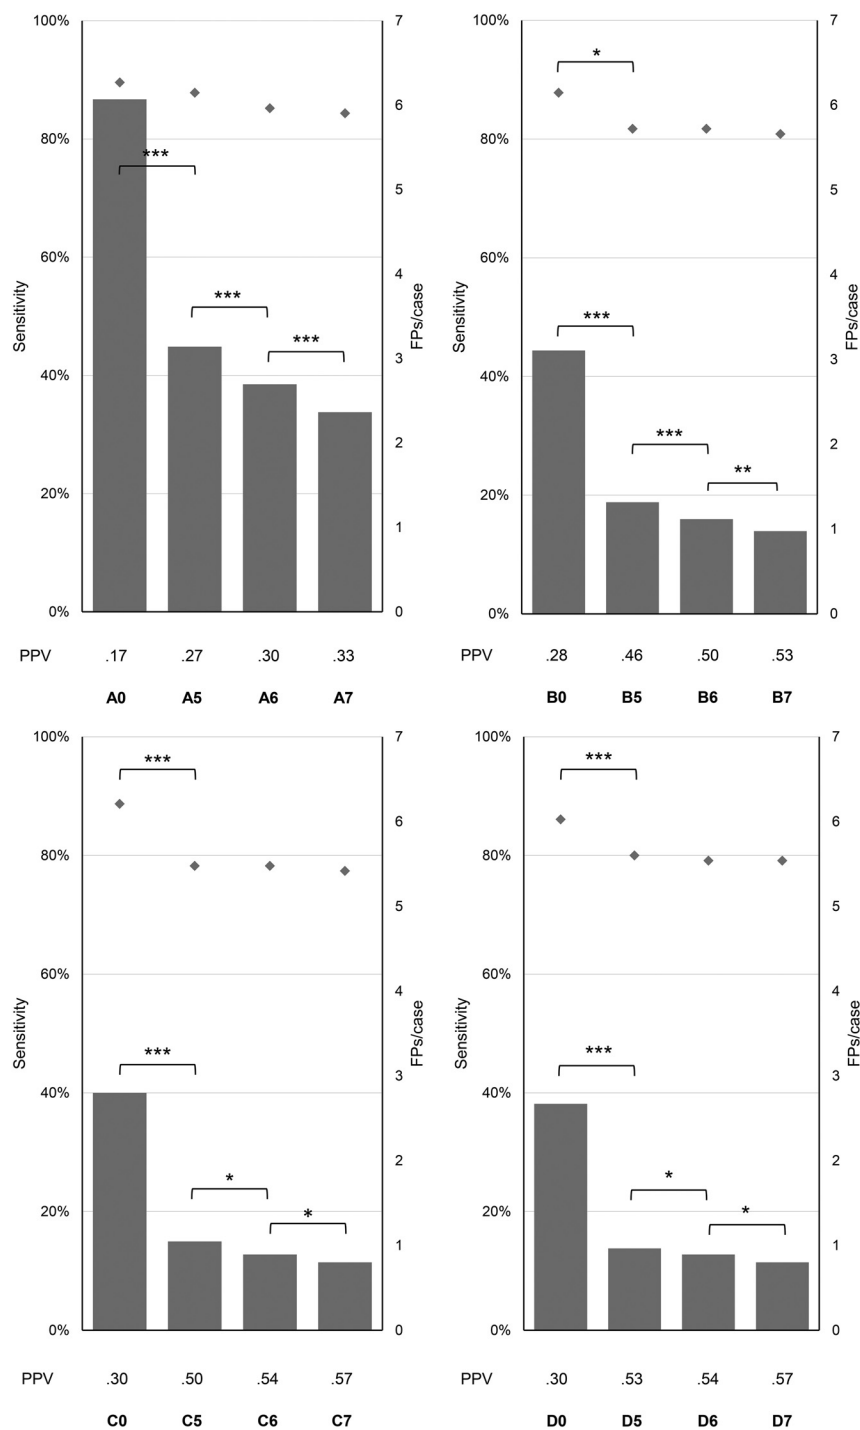 100% 7 100% 7
*
6 6
80% 80%
***
5 5
60% 4 60% 4
Sensitivity FPs/case Sensitivity FPs/case
*** ***
*** 3 3
40% 40%
2 *** 2
**
20% 20%
1 1
0% 0 0% 0
PPV .17 .27 .30 .33 PPV .28 .46 .50 .53
A0 A5 A6 A7 B0 B5 B6 B7
100% 7 100% 7
*** ***
6 6
80% 80%
5 5
60% 60%
4 4
Sensitivity FPs/case Sensitivity FPs/case
*** ***
3 3
40% 40%
2 2
* *
* *
20% 20%
1 1
0% 0 0% 0
PPV .30 .50 .54 .57 PPV .30 .53 .54 .57
C0 C5 C6 C7 D0 D5 D6 D7